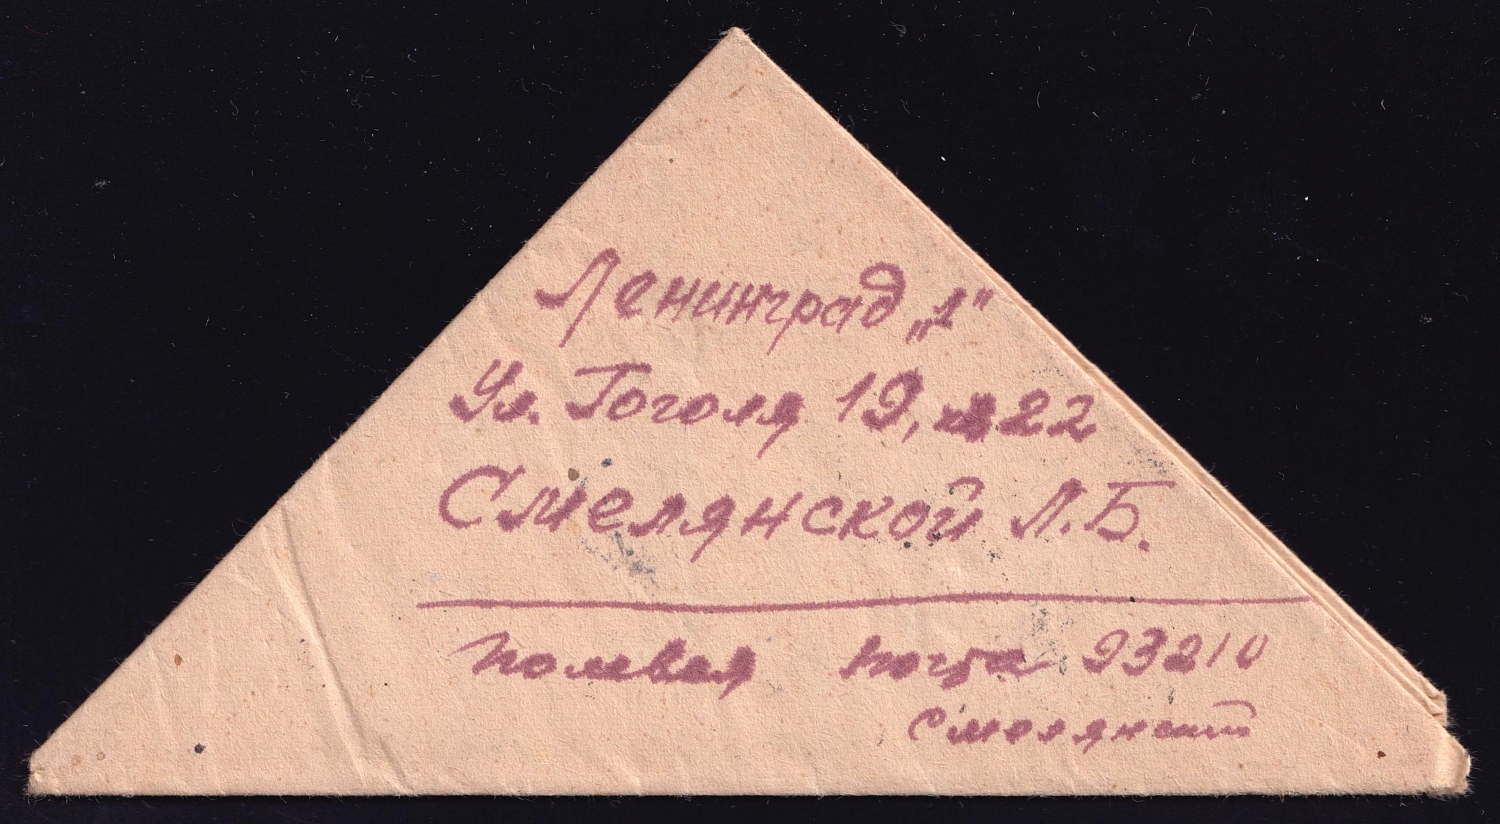 Ленинград „1"
Ул. Гоголя 19, кв 22
Смелянской Л.Б.
полевая почта 93210
Смелянский